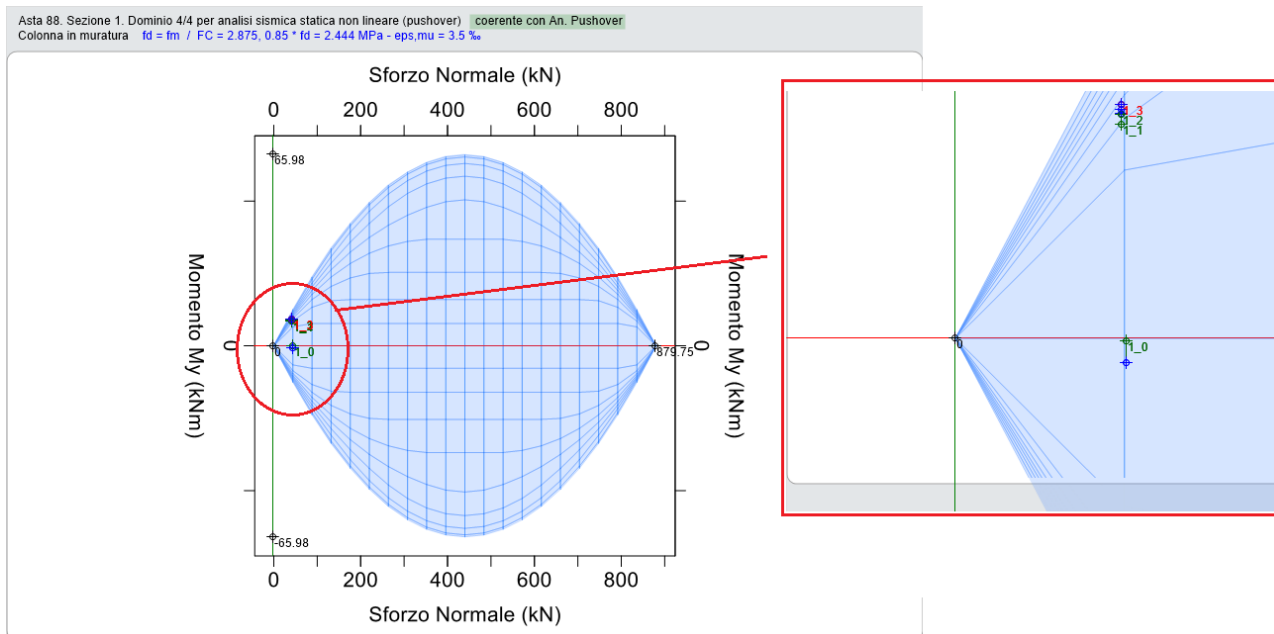 Asta 88. Sezione 1. Dominio 4/4 per analisi sismica statica non lineare (pushover) coerente con An. Pushover
Colonna in muratura fd = fm / FC = 2.875, 0.85 * fd = 2.444 MPa - eps,mu = 3.5 ‰
Sforzo Normale (kN)
0 200 400 600 800
65.98
Momento My (kNm)
0
1_3
0
1_0
879.75
0
Momento My (kNm)
-65.98
0 200 400 600 800
Sforzo Normale (kN)
1_3
1_2
1_1
0
1_0